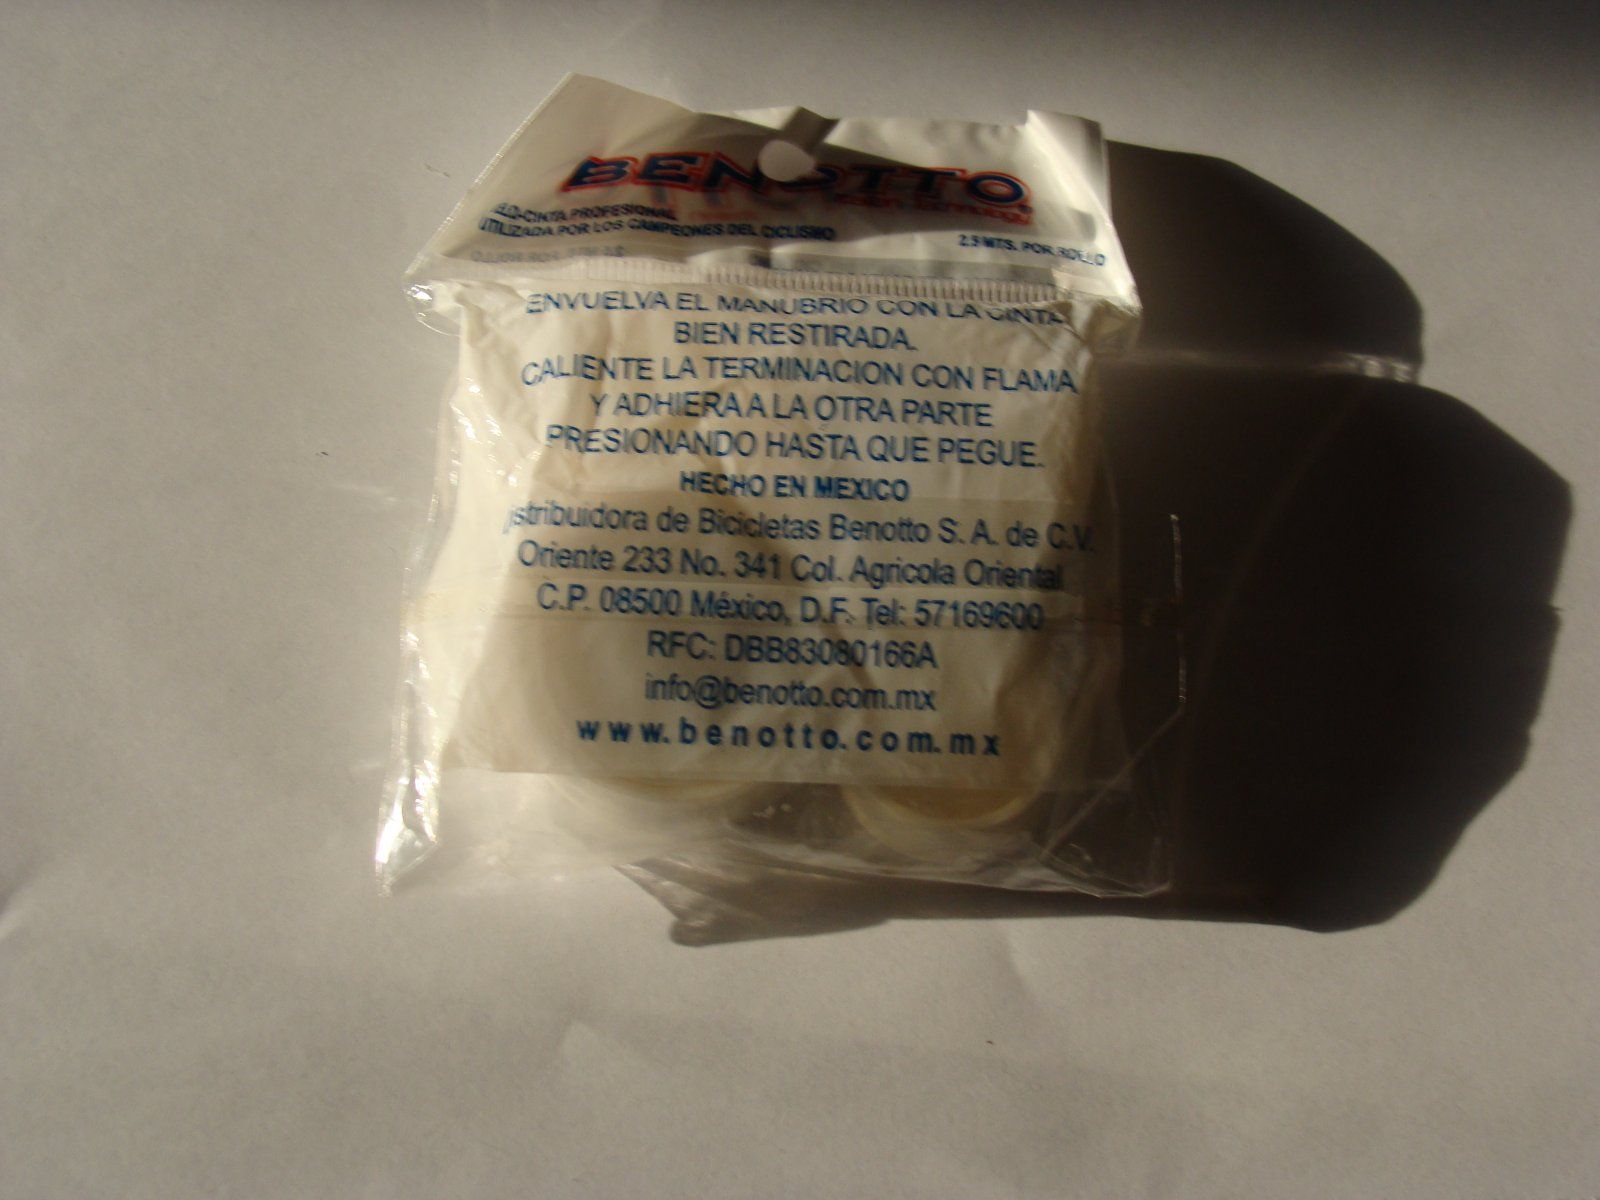 BENOTTO®
PROFESIONAL
UTILIZADA POR LOS CAMPEONES DEL CICLISMO
2.9 MTS. POR ROLLO
ENVUELVA EL MANUBRIO CON LA CINTA
BIEN RESTIRADA.
CALIENTE LA TERMINACION CON FLAMA
Y ADHIERA A LA OTRA PARTE
PRESIONANDO HASTA QUE PEGUE.
HECHO EN MEXICO
Distribuidora de Bicicletas Benotto S. A. de C.V.
Oriente 233 No. 341 Col. Agricola Oriental
C.P. 08500 México, D.F. Tel: 57169600
RFC: DBB83080166A
info@benotto.com.mx
www.benotto.com.mx